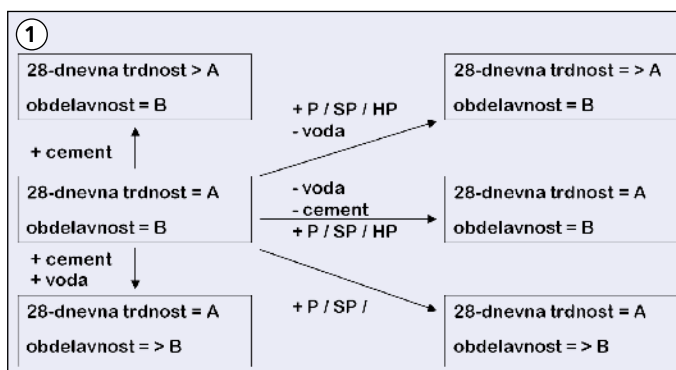 1
28-dnevna trdnost > A
obdelavnost = B
+ cement
28-dnevna trdnost = A
obdelavnost = B
+ cement
+ voda
28-dnevna trdnost = A
obdelavnost = > B
+ P / SP / HP
- voda
- voda
- cement
+ P / SP / HP
+ P / SP /
28-dnevna trdnost = > A
obdelavnost = B
28-dnevna trdnost = A
obdelavnost = B
28-dnevna trdnost = A
obdelavnost = > B